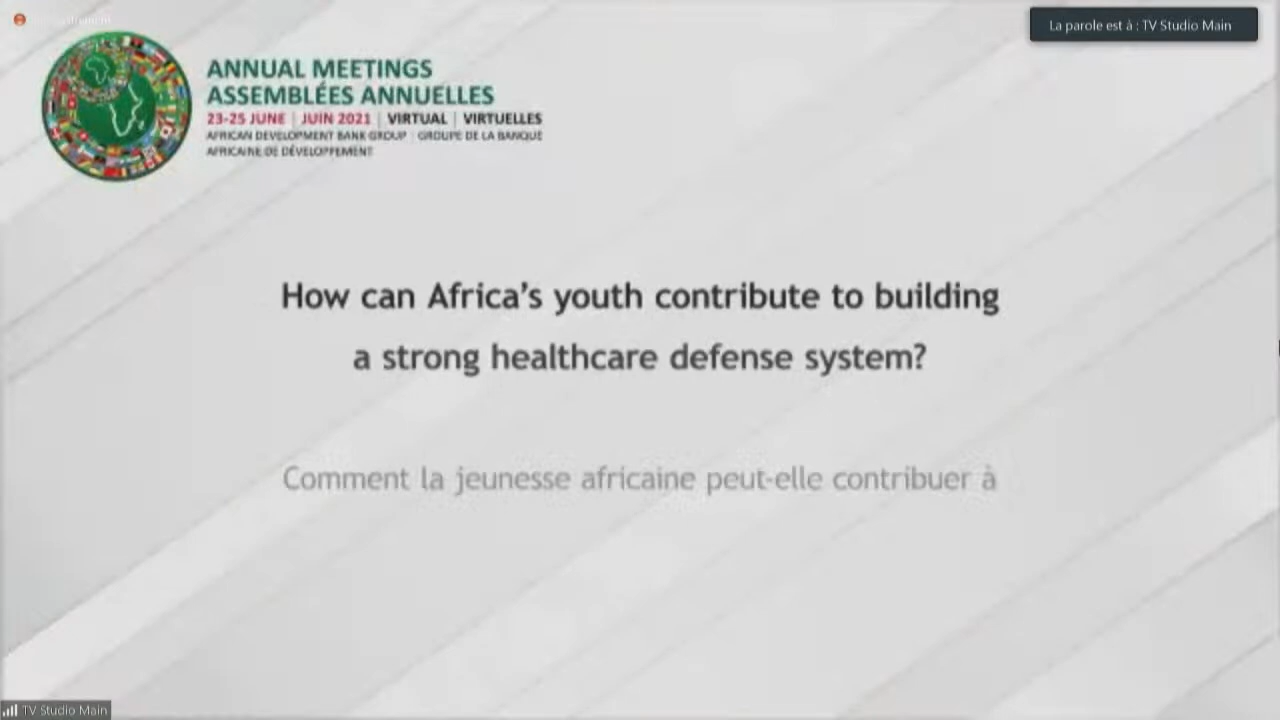 La parole est à : TV Studio Main
ANNUAL MEETINGS
ASSEMBLÉES ANNUELLES
23-25 JUNE | JUIN 2021 | VIRTUAL | VIRTUELLES
AFRICAN DEVELOPMENT BANK GROUP | GROUPE DE LA BANQUE
AFRICAINE DE DÉVELOPPEMENT
How can Africa's youth contribute to building
a strong healthcare defense system?
Comment la jeunesse africaine peut-elle contribuer à
TV Studio Main